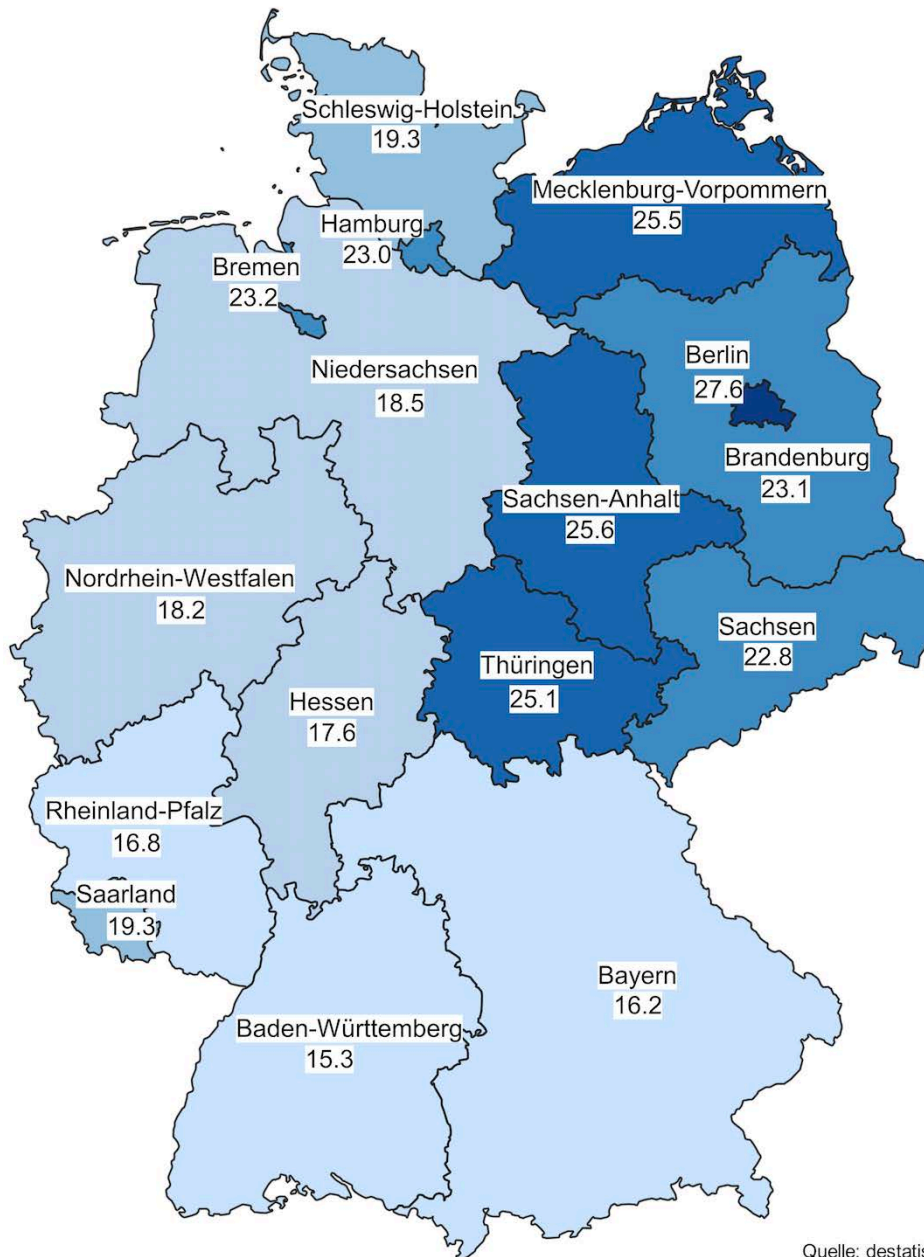 Schleswig-Holstein
19.3
Mecklenburg-Vorpommern
25.5
Hamburg
23.0
Bremen
23.2
Berlin
27.6
Niedersachsen
18.5
Brandenburg
23.1
Sachsen-Anhalt
25.6
Nordrhein-Westfalen
18.2
Sachsen
22.8
Thüringen
25.1
Hessen
17.6
Rheinland-Pfalz
16.8
Saarland
19.3
Bayern
16.2
Baden-Württemberg
15.3
Quelle: destatis